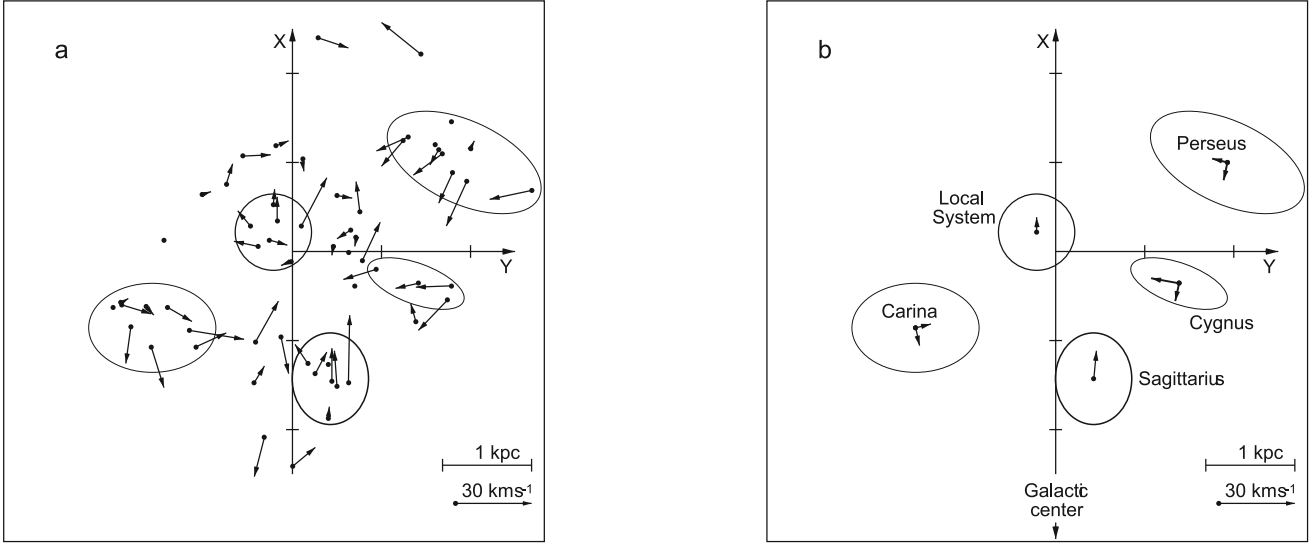 a
X
Y
1 kpc
30 kms-1
b
X
Perseus
Local
System
Y
Carina
Cygnus
Sagittarius
1 kpc
Galactic
center
30 kms-1